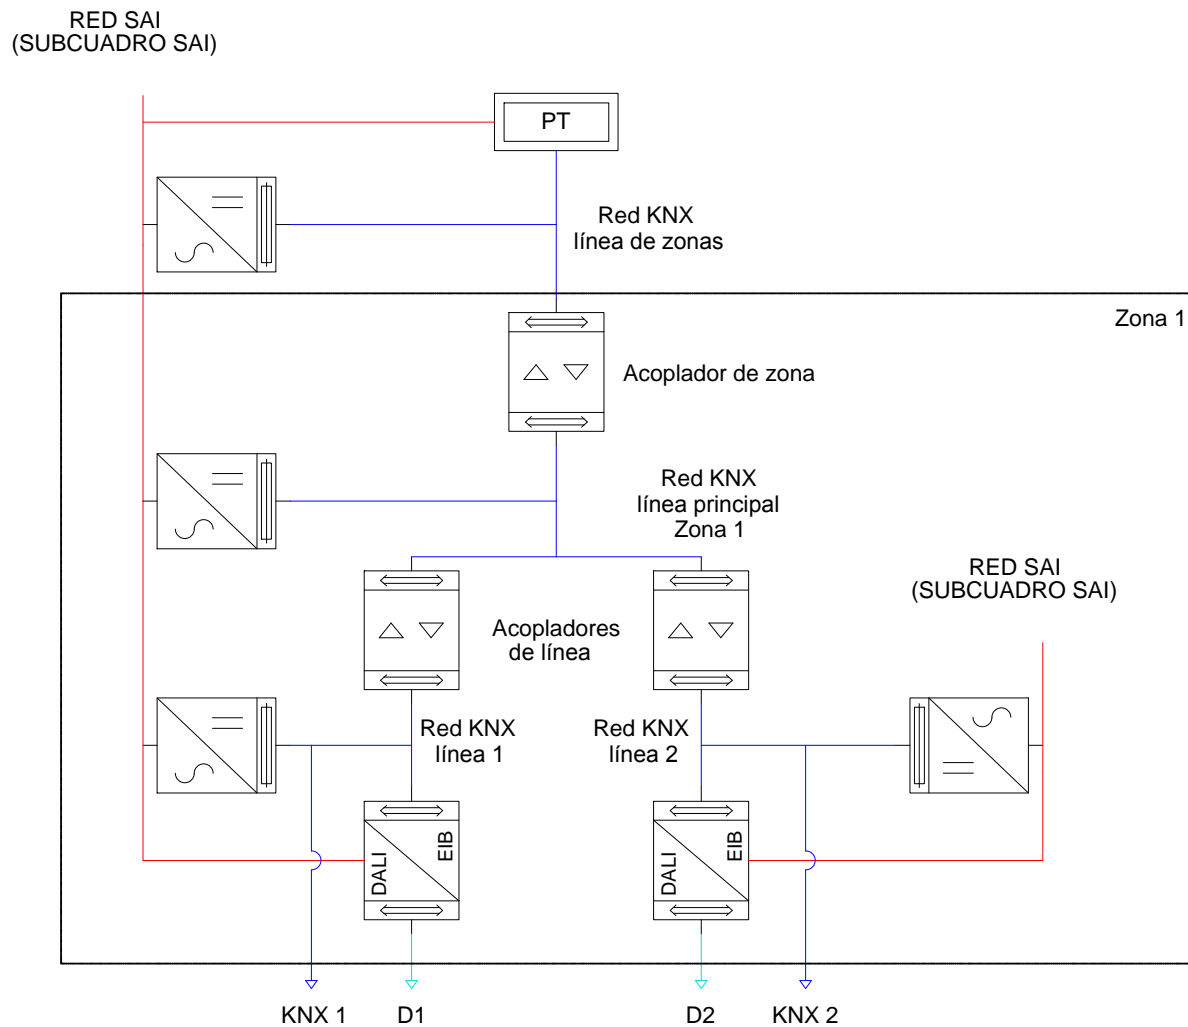 RED SAI
(SUBCUADRO SAI)
PT
Red KNX
línea de zonas
Zona 1
Acoplador de zona
Red KNX
línea principal
Zona 1
RED SAI
(SUBCUADRO SAI)
Acopladores
de línea
Red KNX
línea 1
Red KNX
línea 2
DALI
EIB
DALI
EIB
KNX 1
D1
D2
KNX 2